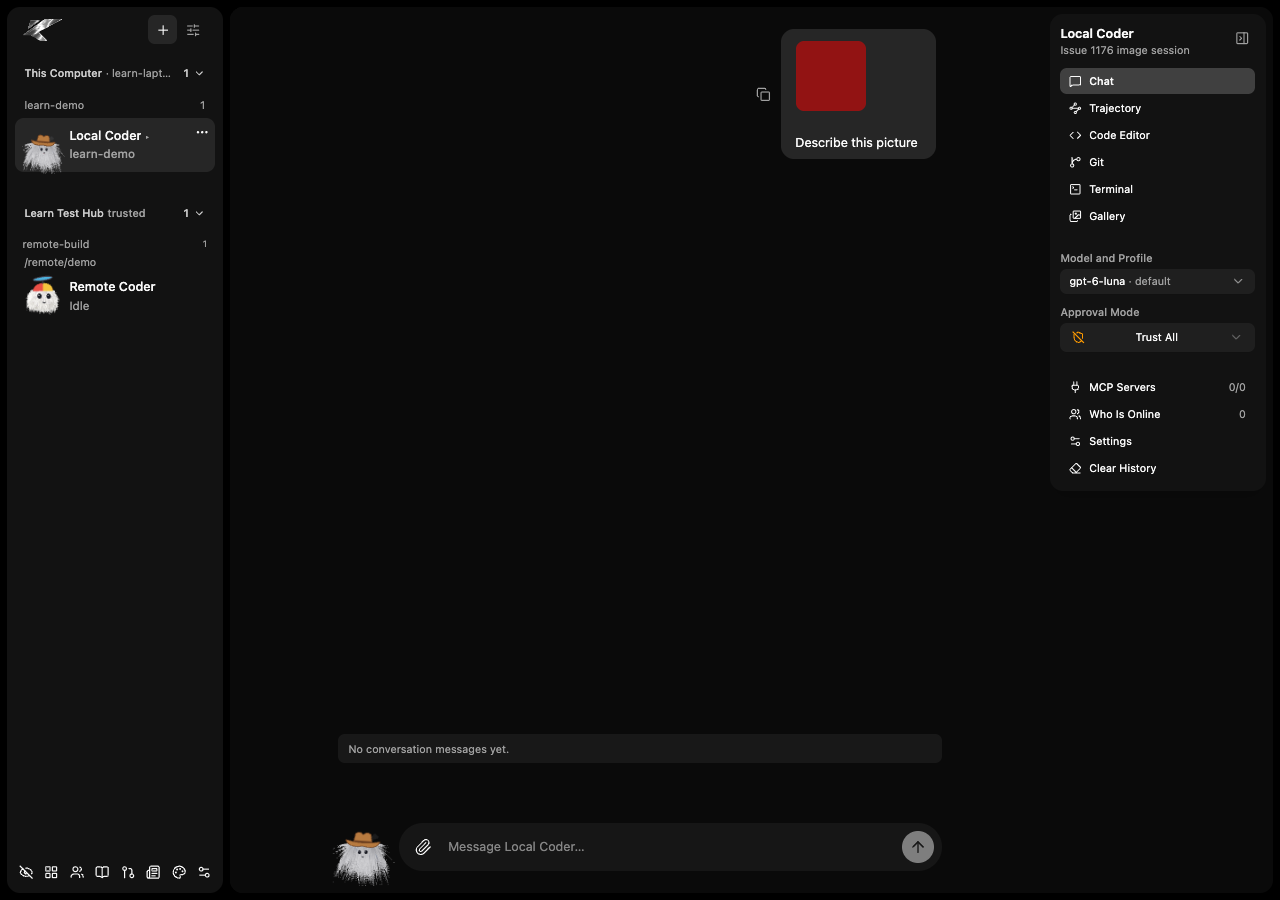 This Computer · learn-lapt... 1
learn-demo 1
Local Coder
learn-demo
Learn Test Hub trusted 1
remote-build 1
/remote/demo
Remote Coder
Idle
Describe this picture
No conversation messages yet.
Message Local Coder...
Local Coder
Issue 1176 image session
Chat
Trajectory
Code Editor
Git
Terminal
Gallery
Model and Profile
gpt-6-luna · default
Approval Mode
Trust All
MCP Servers 0/0
Who Is Online 0
Settings
Clear History